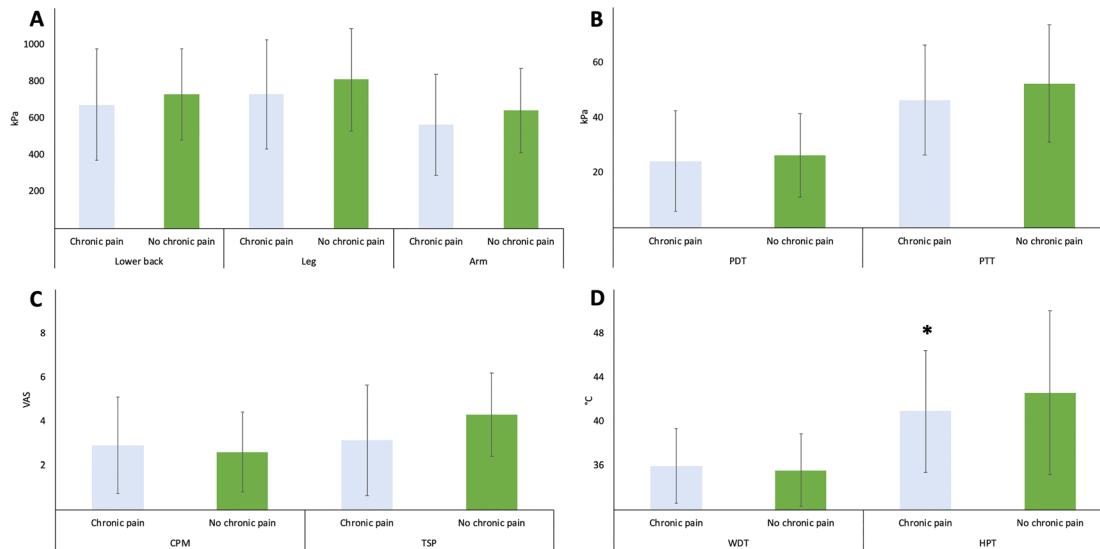 A
1000
800
600
400
200
kPa
Chronic pain No chronic pain Chronic pain No chronic pain Chronic pain No chronic pain
Lower back Leg Arm
B
60
40
20
kPa
Chronic pain No chronic pain Chronic pain No chronic pain
PDT PTT
C
8
6
4
2
VAS
Chronic pain No chronic pain Chronic pain No chronic pain
CPM TSP
D
48
44
40
36
°C
*
Chronic pain No chronic pain Chronic pain No chronic pain
WDT HPT